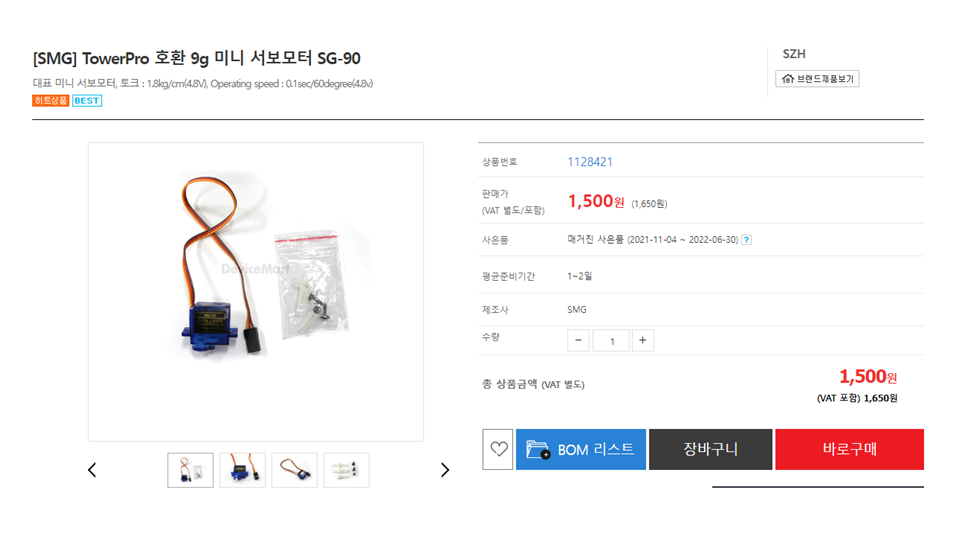 [SMG] TowerPro 호환 9g 미니 서보모터 SG-90
대표 미니 서보모터, 토크 : 1.8kg/cm(4.8V), Operating speed : 0.1sec/60degree(4.8v)
히트상품 BEST
SZH
브랜드제품보기
DeviceMart
상품번호 1128421
판매가
(VAT 별도/포함) 1,500원 (1,650원)
사은품 매거진 사은품 (2021-11-04 ~ 2022-06-30) ?
평균준비기간 1~2일
제조사 SMG
수량 - 1 +
총 상품금액 (VAT 별도) 1,500원
(VAT 포함) 1,650원
BOM 리스트 장바구니 바로구매